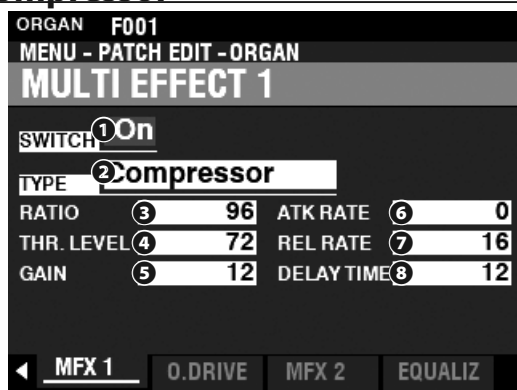 ompressor
ORGAN F001
MENU - PATCH EDIT - ORGAN
MULTI EFFECT 1
SWITCH ① On
TYPE ② Compressor
RATIO ③ 96 ATK RATE ⑥ 0
THR. LEVEL ④ 72 REL RATE ⑦ 16
GAIN ⑤ 12 DELAY TIME ⑧ 12
◀ MFX 1 O.DRIVE MFX 2 EQUALIZ